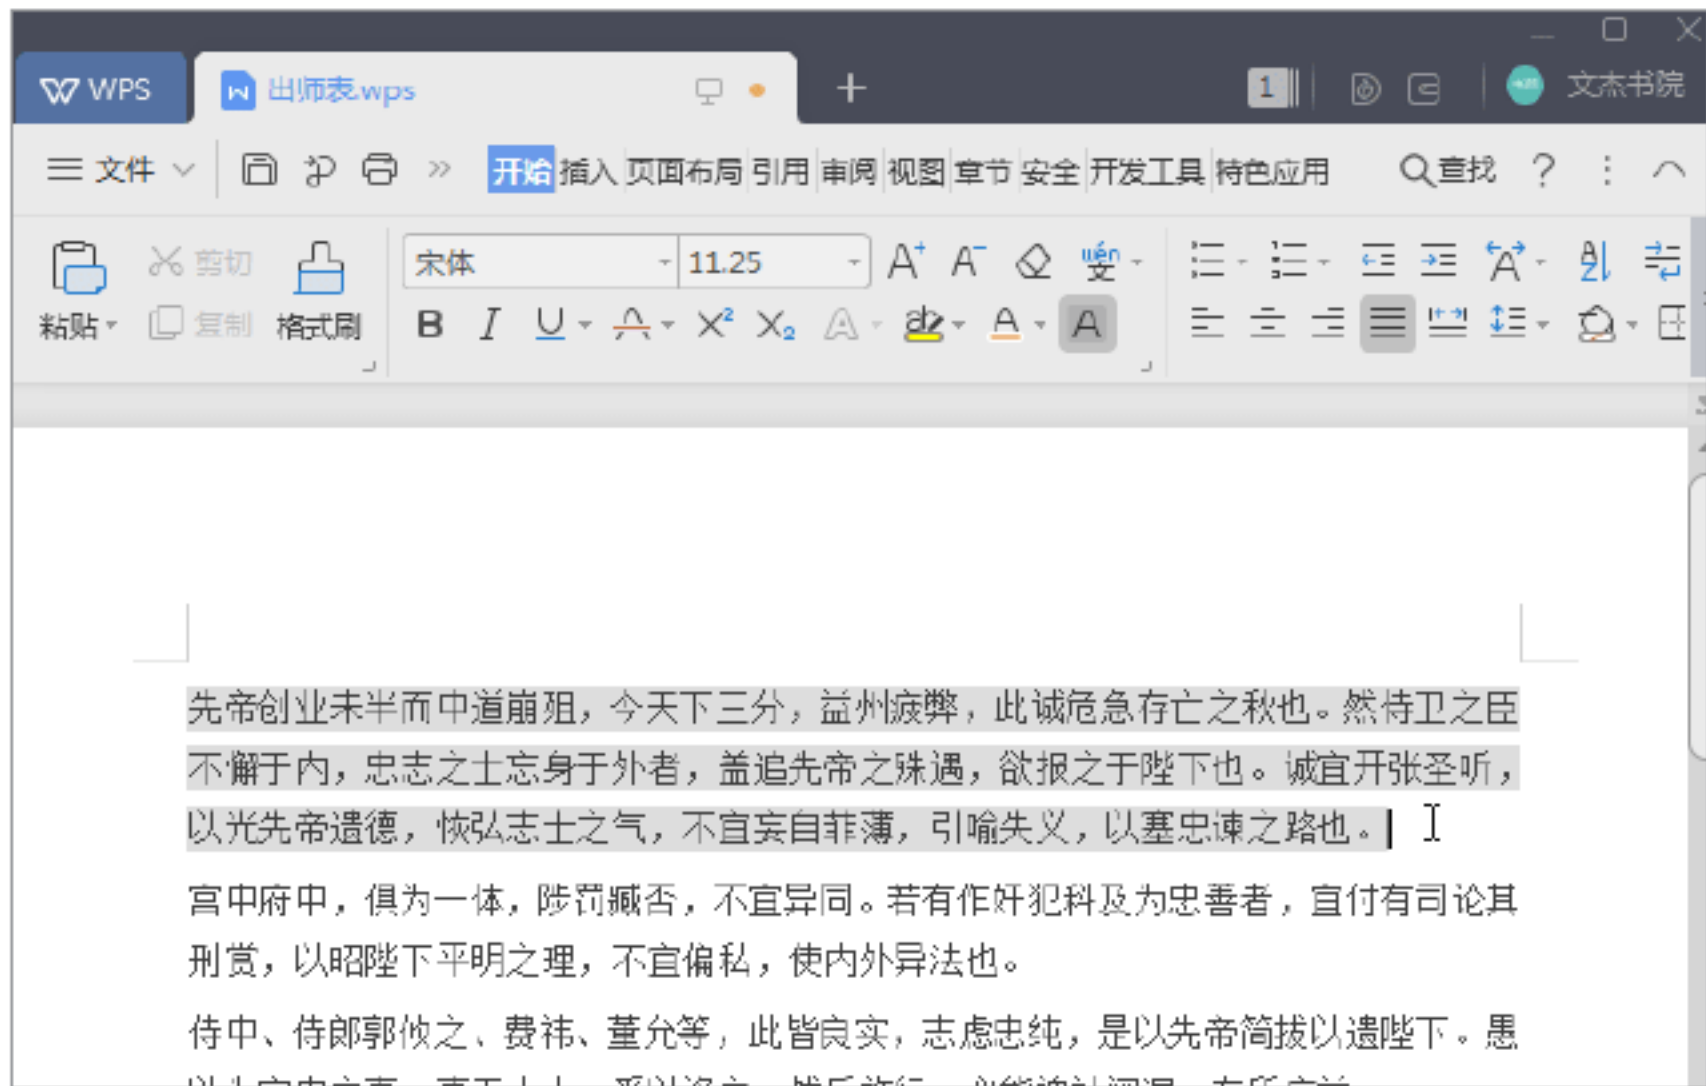 WPS 出师表.wps 1 文杰书院
文件 开始 插入 页面布局 引用 审阅 视图 章节 安全 开发工具 特色应用 查找 ?
剪切 宋体 11.25 A+ A- wén 文
粘贴 复制 格式刷 B I U A X² X₂ A ab A A
先帝创业未半而中道崩殂，今天下三分，益州疲弊，此诚危急存亡之秋也。然侍卫之臣
不懈于内，忠志之士忘身于外者，盖追先帝之殊遇，欲报之于陛下也。诚宜开张圣听，
以光先帝遗德，恢弘志士之气，不宜妄自菲薄，引喻失义，以塞忠谏之路也。
宫中府中，俱为一体，陟罚臧否，不宜异同。若有作奸犯科及为忠善者，宜付有司论其
刑赏，以昭陛下平明之理，不宜偏私，使内外异法也。
侍中、侍郎郭攸之、费祎、董允等，此皆良实，志虑忠纯，是以先帝简拔以遗陛下。愚